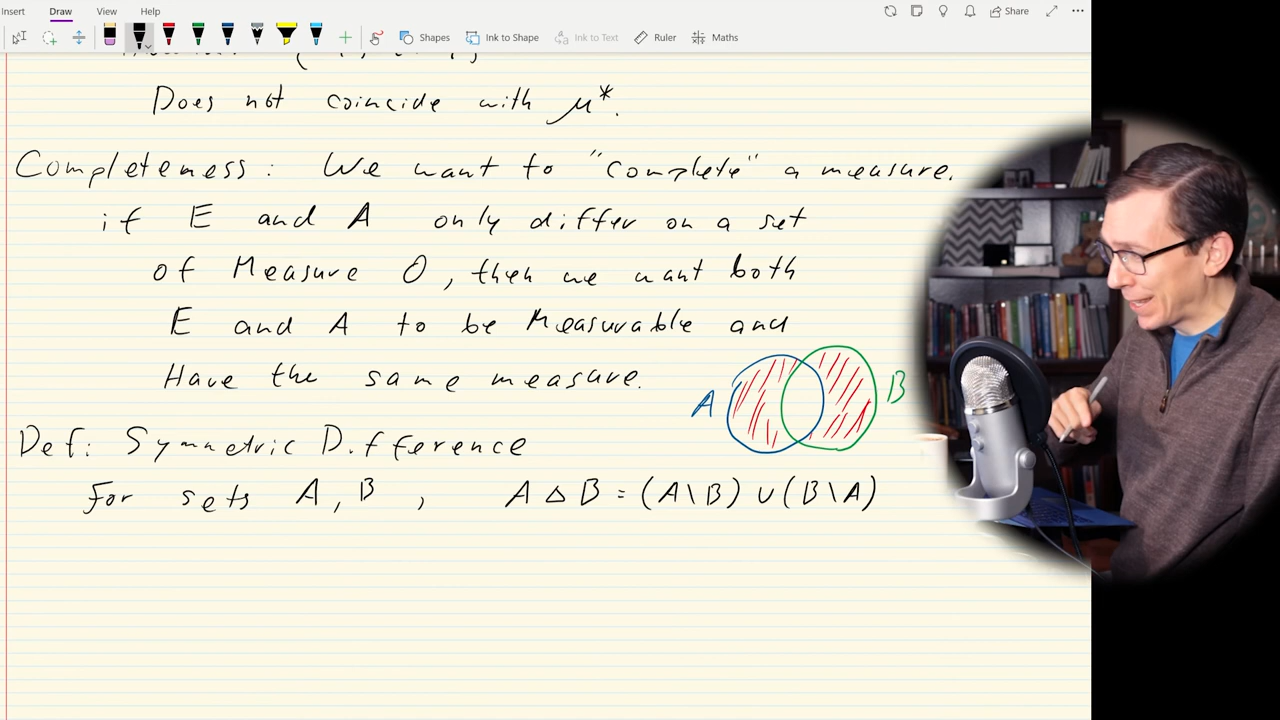 Insert Draw View Help Share
Shapes Ink to Shape Ink to Text Ruler Maths
Does not coincide with μ*.
Completeness: We want to "complete" a measure.
if E and A only differ on a set
of Measure 0, then we want both
E and A to be Measurable and
Have the same measure.
A B
Def: Symmetric Difference
For sets A, B, A △ B = (A \ B) ∪ (B \ A)